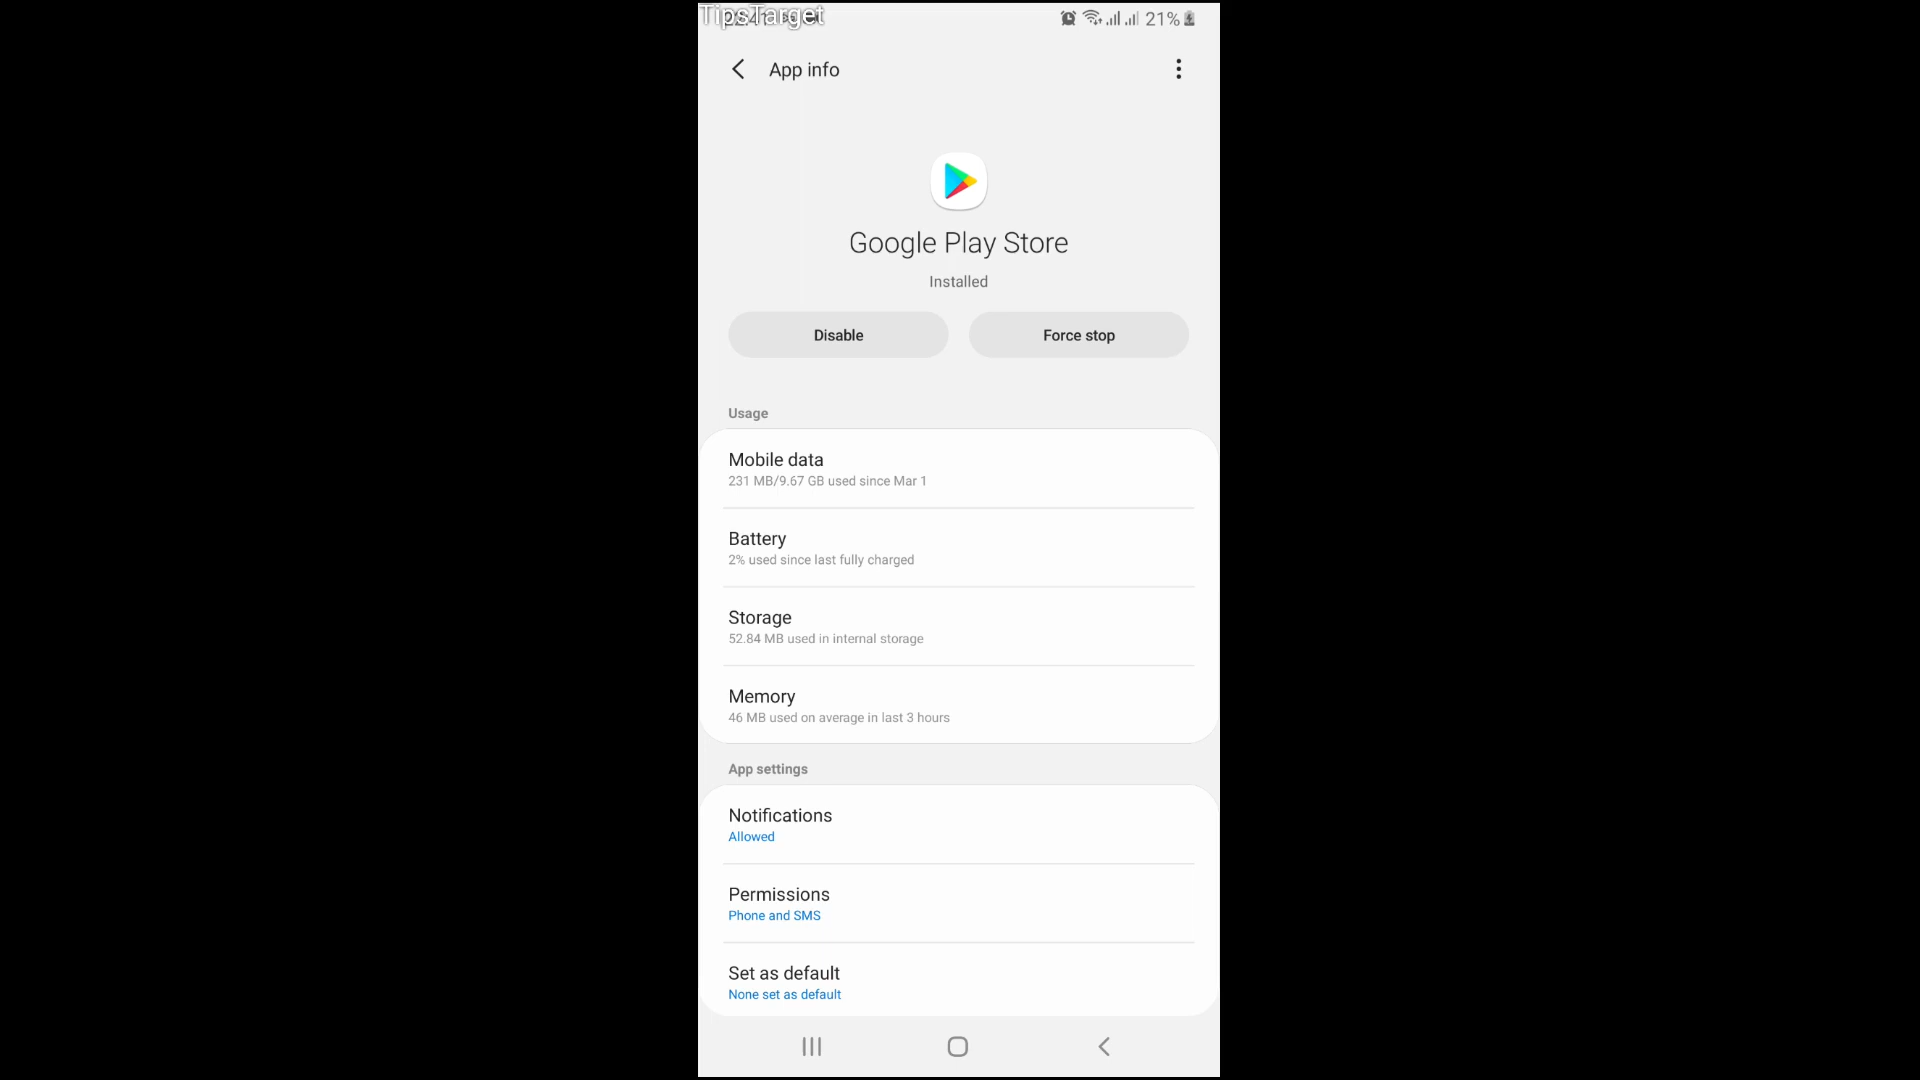 TipsTarget
21%
App info
Google Play Store
Installed
Disable
Force stop
Usage
Mobile data
231 MB/9.67 GB used since Mar 1
Battery
2% used since last fully charged
Storage
52.84 MB used in internal storage
Memory
46 MB used on average in last 3 hours
App settings
Notifications
Allowed
Permissions
Phone and SMS
Set as default
None set as default